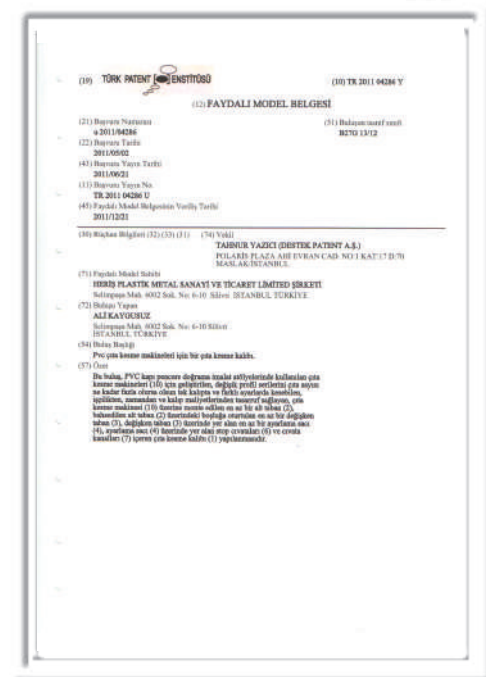 (19) TÜRK PATENT ENSTİTÜSÜ
(10) TR 2011 04286 Y
(12) FAYDALI MODEL BELGESİ
(21) Başvuru Numarası
u 2011/04286
(22) Başvuru Tarihi
2011/05/02
(43) Başvuru Yayın Tarihi
2011/06/21
(11) Başvuru Yayın No
TR 2011 04286 U
(45) Faydalı Model Belgesinin Veriliş Tarihi
2011/12/21
(51) Buluşun tasnif sınıfı
B27G 13/12
(30) Rüçhan Bilgileri (32) (33) (31)
(74) Vekil
TAHNUR YAZICI (DESTEK PATENT A.Ş.)
POLARİS PLAZA AHİ EVRAN CAD. NO:1 KAT:17 D:70
MASLAK/İSTANBUL
(71) Faydalı Model Sahibi
HERİŞ PLASTİK METAL SANAYİ VE TİCARET LİMİTED ŞİRKETİ
Selimpaşa Mah. 6002 Sok. No: 6-10 Silivri İSTANBUL TÜRKİYE
(72) Buluşu Yapan
ALİ KAYGUSUZ
Selimpaşa Mah. 6002 Sok. No: 6-10 Silivri
İSTANBUL TÜRKİYE
(54) Buluş Başlığı
Pvc çıta kesme makineleri için bir çıta kesme kalıbı.
(57) Özet
Bu buluş, PVC kapı pencere doğrama imalat atölyelerinde kullanılan çıta
kesme makineleri (10) için geliştirilen, değişik profil serilerini çıta sayısı
ne kadar fazla olursa olsun tek kalıpta ve farklı ayarlarda kesebilen,
işçilikten, zamandan ve kalıp maliyetlerinden tasarruf sağlayan, çıta
kesme makinesi (10) üzerine monte edilen en az bir alt taban (2),
bahsedilen alt taban (2) üzerindeki boşluğa oturtulan en az bir değişken
taban (3), değişken taban (3) üzerinde yer alan en az bir ayarlama sacı
(4), ayarlama sacı (4) üzerinde yer alan stop cıvataları (6) ve cıvata
kanalları (7) içeren çıta kesme kalıbı (1) yapılanmasıdır.